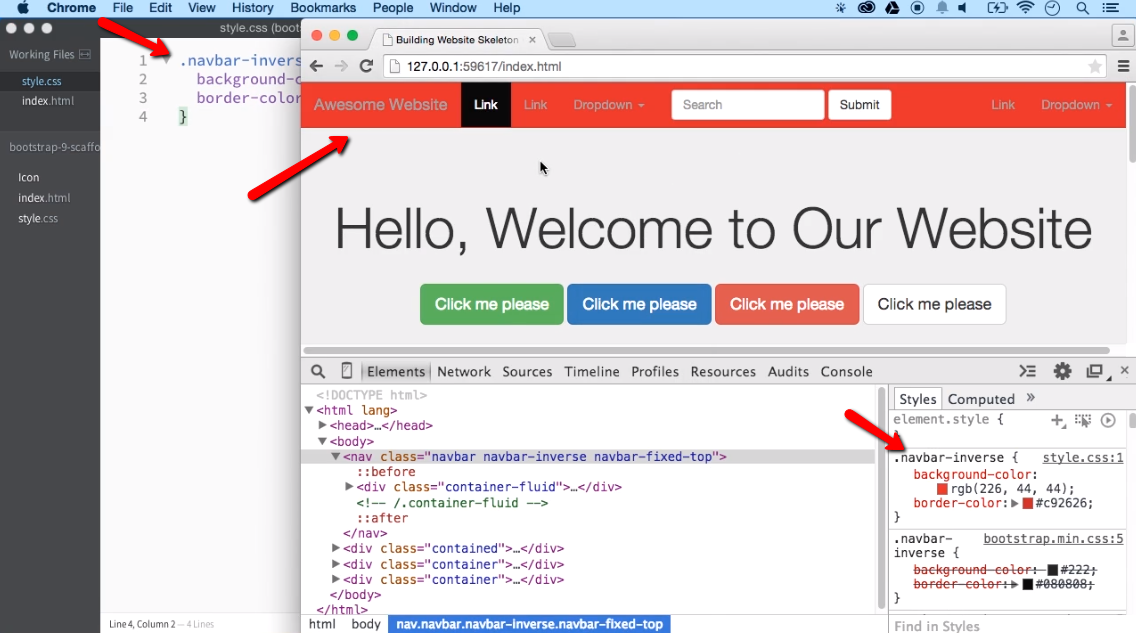 Chrome File Edit View History Bookmarks People Window Help
style.css (boo
Working Files
style.css
index.html
bootstrap-9-scaffo
Icon
index.html
style.css
1 .navbar-inverse
2 background-c
3 border-color
4 }
Line 4, Column 2 — 4 Lines
Building Website Skeleton
127.0.0.1:59617/index.html
Awesome Website Link Link Dropdown Search Submit Link Dropdown
Hello, Welcome to Our Website
Click me please Click me please Click me please Click me please
Elements Network Sources Timeline Profiles Resources Audits Console
<!DOCTYPE html>
<html lang>
<head>…</head>
<body>
<nav class="navbar navbar-inverse navbar-fixed-top">
::before
<div class="container-fluid">…</div>
<!-- /.container-fluid -->
::after
</nav>
<div class="contained">…</div>
<div class="container">…</div>
<div class="container">…</div>
</body>
</html>
html body nav.navbar.navbar-inverse.navbar-fixed-top
Styles Computed »
element.style {
}
.navbar-inverse { style.css:1
background-color:
rgb(226, 44, 44);
border-color: #c92626;
}
.navbar- bootstrap.min.css:5
inverse {
background-color: #222;
border-color: #080808;
}
Find in Styles